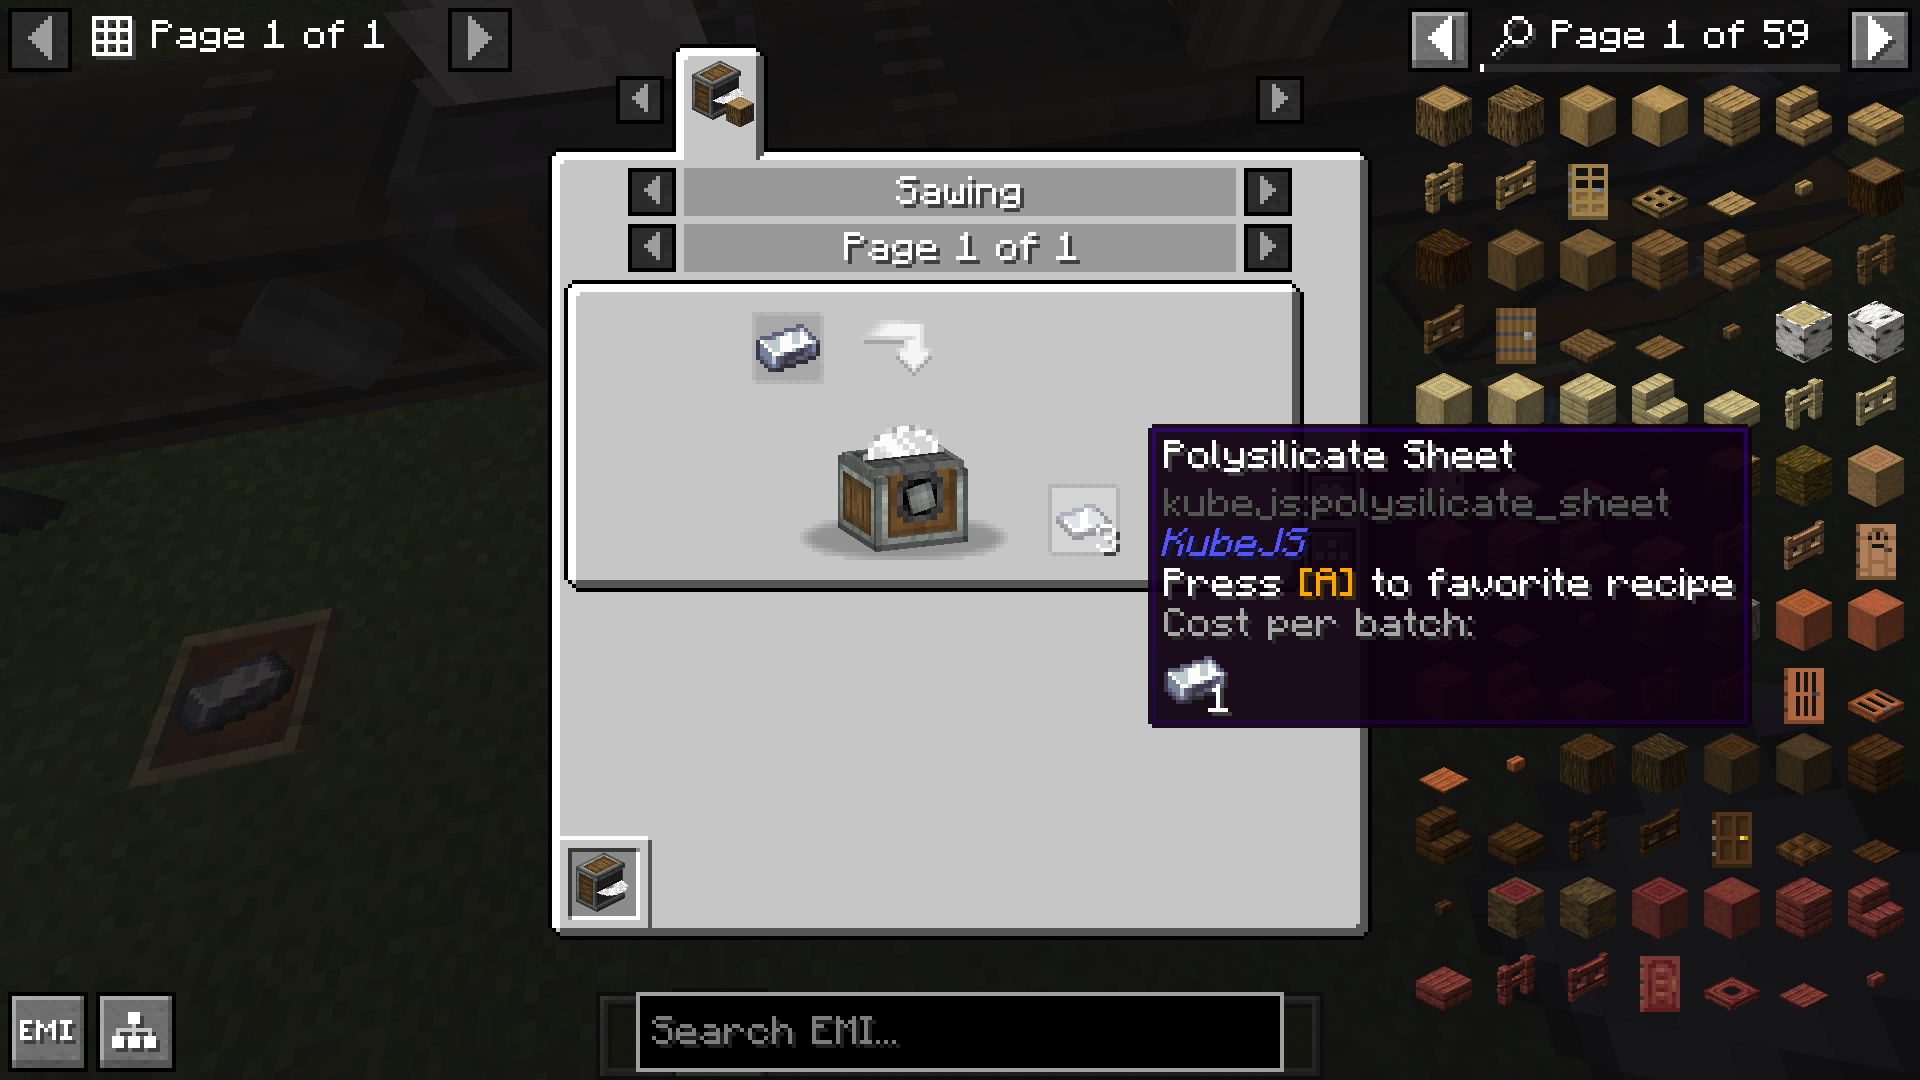 Page 1 of 1
Page 1 of 59
Sawing
Page 1 of 1
3
Polysilicate Sheet
kubejs:polysilicate_sheet
KubeJS
Press [A] to favorite recipe
Cost per batch:
1
EMI
Search EMI...